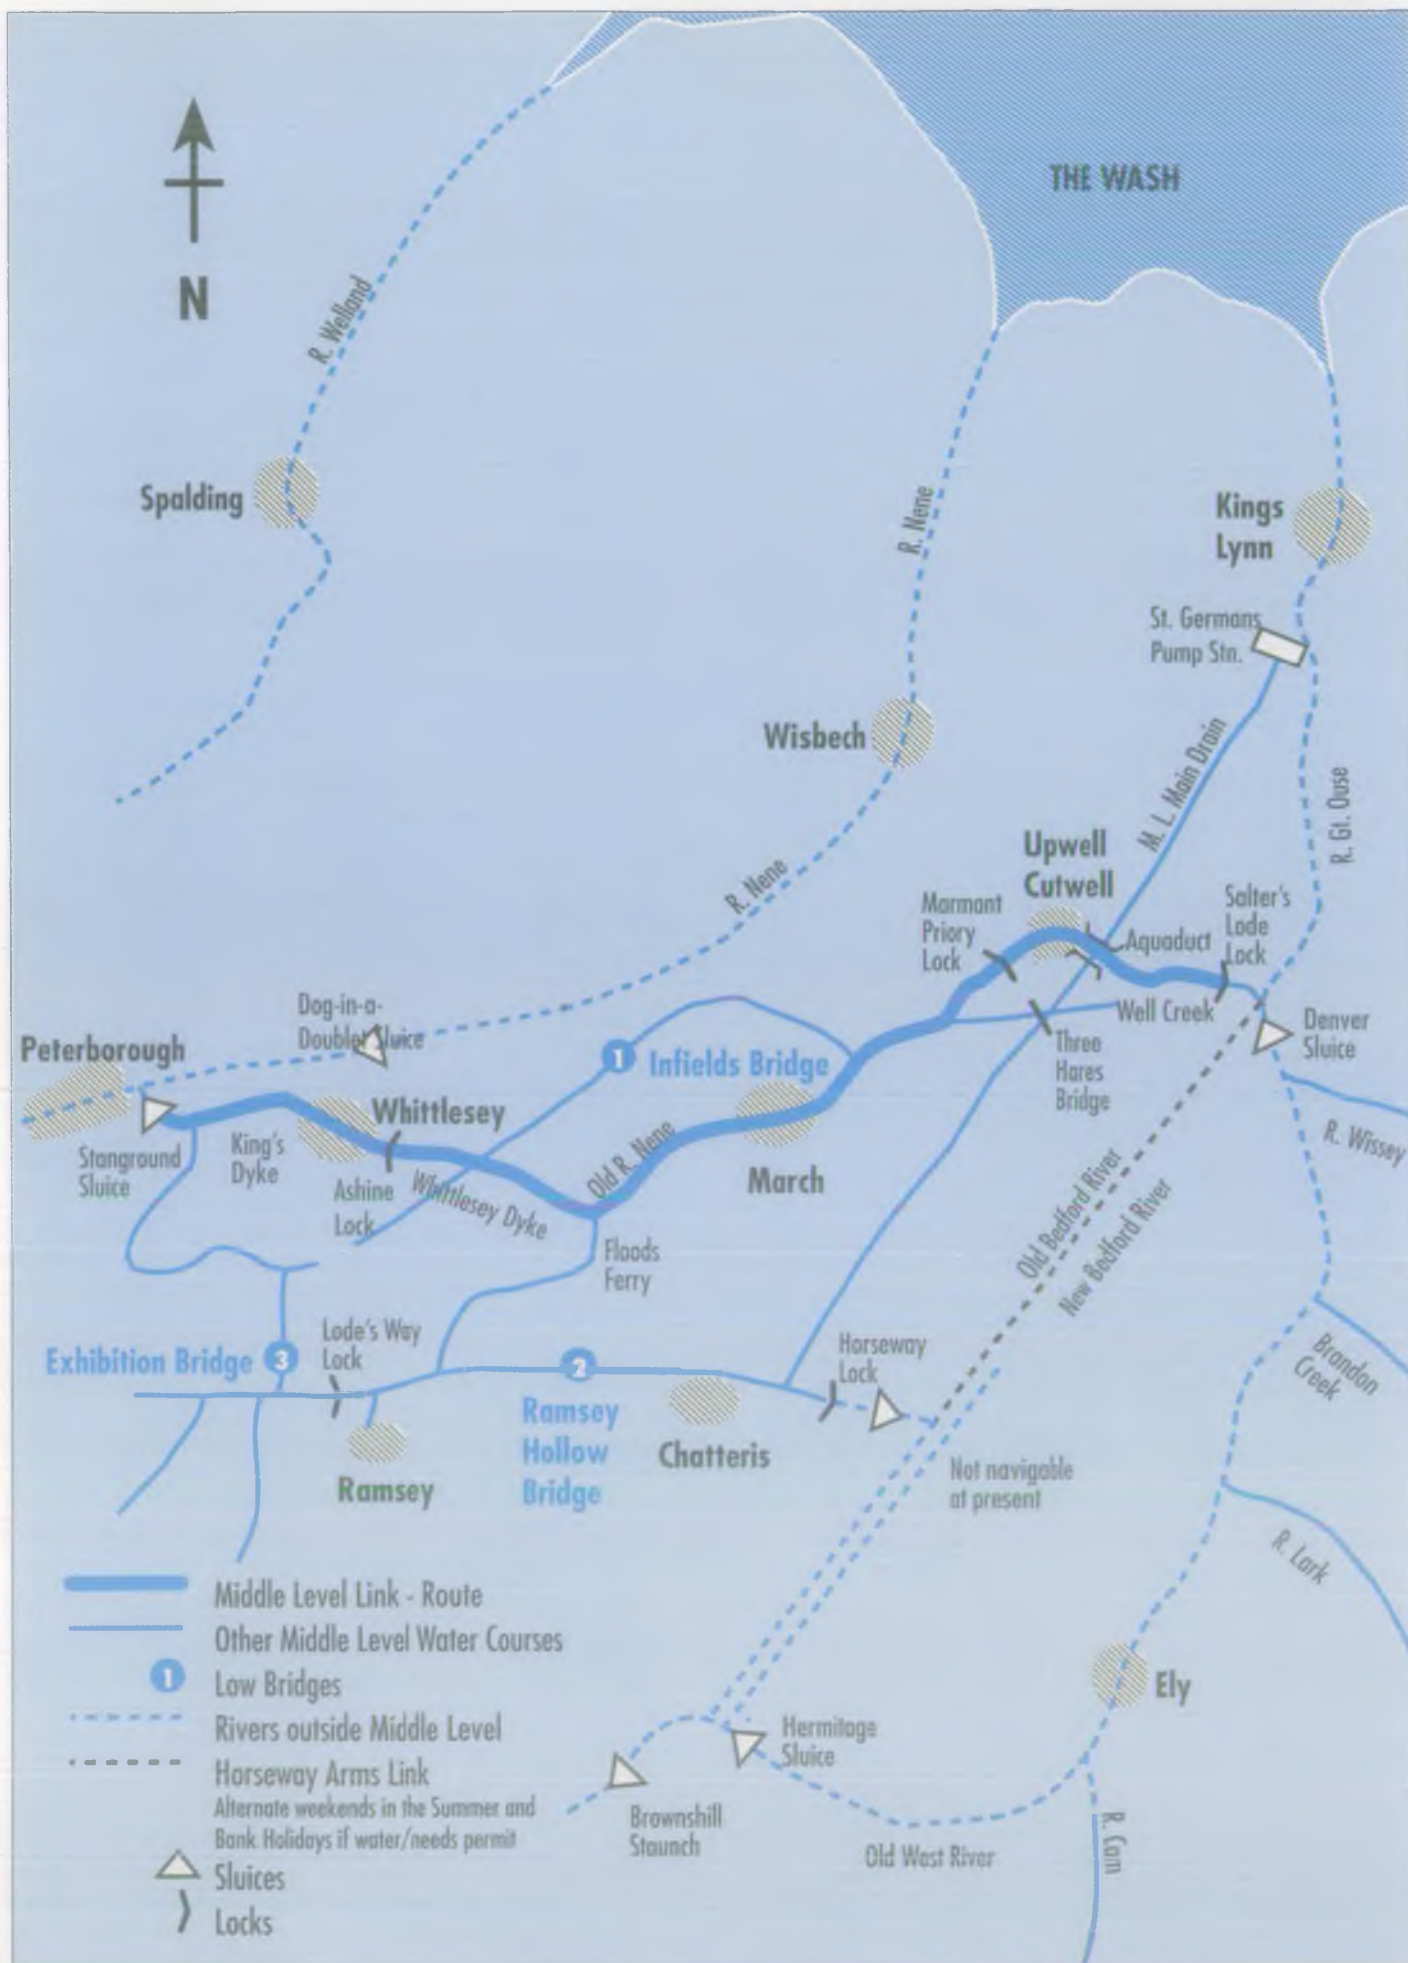 THE WASH
N
R. Welland
Spalding
R. Nene
Kings
Lynn
St. Germans
Pump Stn.
Wisbech
M. L. Main Drain
R. Gt. Ouse
Upwell
Cutwell
R. Nene
Marmant
Priory
Lock
Salter's
Lode
Lock
Aquaduct
Dog-in-a-
Doublet Sluice
Well Creek
Denver
Sluice
Peterborough
1
Infields Bridge
Three
Hares
Bridge
Whittlesey
King's
Dyke
Stanground
Sluice
Old R. Nene
R. Wissey
Ashine
Lock
Whittlesey Dyke
March
Old Bedford River
New Bedford River
Floods
Ferry
Lode's Way
Lock
Horseway
Lock
Exhibition Bridge
3
2
Brandon
Creek
Ramsey
Hollow
Bridge
Chatteris
Ramsey
Not navigable
at present
R. Lark
Middle Level Link - Route
Other Middle Level Water Courses
1
Low Bridges
Ely
Rivers outside Middle Level
Hermitage
Sluice
Horseway Arms Link
Alternate weekends in the Summer and
Bank Holidays if water/needs permit
Brownshill
Staunch
Old West River
R. Cam
Sluices
Locks